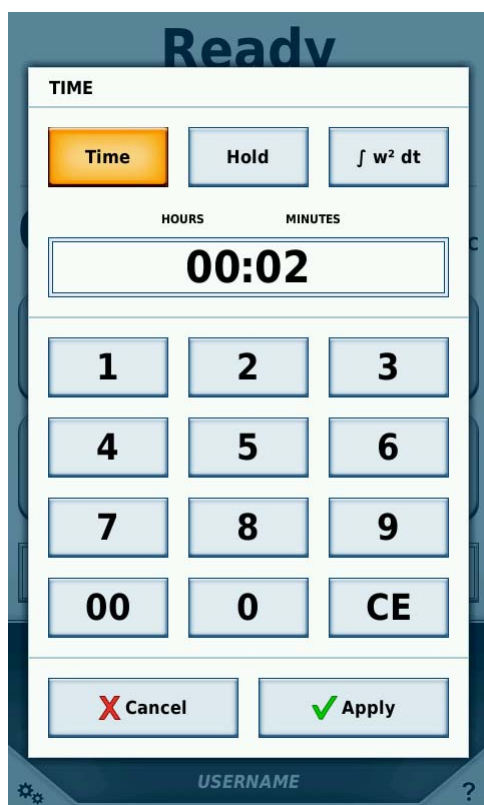 Ready
TIME
Time Hold ∫ w² dt
HOURS MINUTES
00:02
1 2 3
4 5 6
7 8 9
00 0 CE
Cancel Apply
USERNAME
?